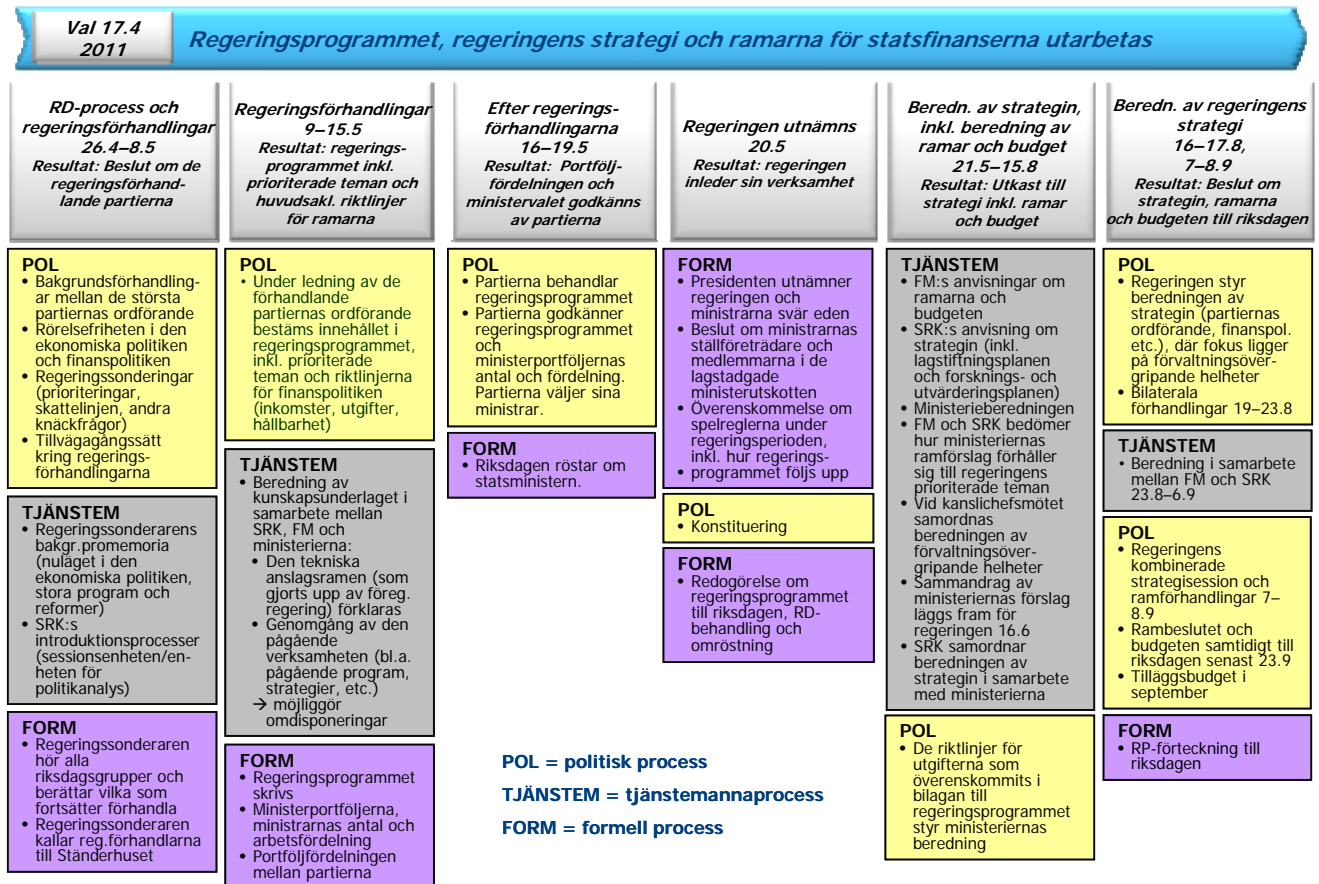 Val 17.4
2011
Regeringsprogrammet, regeringens strategi och ramarna för statsfinanserna utarbetas
RD-process och
regeringsförhandlingar
26.4–8.5
Resultat: Beslut om de
regeringsförhand-
lande partierna
POL
• Bakgrundsförhandling-
ar mellan de största
partiernas ordförande
• Rörelsefriheten i den
ekonomiska politiken
och finanspolitiken
• Regeringssonderingar
(prioriteringar,
skattelinjen, andra
knäckfrågor)
• Tillvägagångssätt
kring regerings-
förhandlingarna
TJÄNSTEM
• Regeringssonderarens
bakgr.promemoria
(nuläget i den
ekonomiska politiken,
stora program och
reformer)
• SRK:s
introduktionsprocesser
(sessionsenheten/en-
heten för
politikanalys)
FORM
• Regeringssonderaren
hör alla
riksdagsgrupper och
berättar vilka som
fortsätter förhandla
• Regeringssonderaren
kallar reg.förhandlarna
till Ständerhuset
Regeringsförhandlingar
9–15.5
Resultat: regerings-
programmet inkl.
prioriterade teman och
huvudsakl. riktlinjer
för ramarna
POL
• Under ledning av de
förhandlande
partiernas ordförande
bestäms innehållet i
regeringsprogrammet,
inkl. prioriterade
teman och riktlinjerna
för finanspolitiken
(inkomster, utgifter,
hållbarhet)
TJÄNSTEM
• Beredning av
kunskapsunderlaget i
samarbete mellan
SRK, FM och
ministerierna:
• Den tekniska
anslagsramen (som
gjorts upp av föreg.
regering) förklaras
• Genomgång av den
pågående
verksamheten (bl.a.
pågående program,
strategier, etc.)
→ möjliggör
omdisponeringar
FORM
• Regeringsprogrammet
skrivs
• Ministerportföljerna,
ministrarnas antal och
arbetsfördelning
• Portföljfördelningen
mellan partierna
Efter regerings-
förhandlingarna
16–19.5
Resultat: Portfölj-
fördelningen och
ministervalet godkänns
av partierna
POL
• Partierna behandlar
regeringsprogrammet
• Partierna godkänner
regeringsprogrammet
och
ministerportföljernas
antal och fördelning.
Partierna väljer sina
ministrar.
FORM
• Riksdagen röstar om
statsministern.
Regeringen utnämns
20.5
Resultat: regeringen
inleder sin verksamhet
FORM
• Presidenten utnämner
regeringen och
ministrarna svär eden
• Beslut om ministrarnas
ställföreträdare och
medlemmarna i de
lagstadgade
ministerutskotten
• Överenskommelse om
spelreglerna under
regeringsperioden,
inkl. hur regerings-
• programmet följs upp
POL
• Konstituering
FORM
• Redogörelse om
regeringsprogrammet
till riksdagen, RD-
behandling och
omröstning
Beredn. av strategin,
inkl. beredning av
ramar och budget
21.5–15.8
Resultat: Utkast till
strategi inkl. ramar
och budget
TJÄNSTEM
• FM:s anvisningar om
ramarna och
budgeten
• SRK:s anvisning om
strategin (inkl.
lagstiftningsplanen
och forsknings- och
utvärderingsplanen)
• Ministerieberedningen
• FM och SRK bedömer
hur ministeriernas
ramförslag förhåller
sig till regeringens
prioriterade teman
• Vid kanslichefsmötet
samordnas
beredningen av
förvaltningsöver-
gripande helheter
• Sammandrag av
ministeriernas förslag
läggs fram för
regeringen 16.6
• SRK samordnar
beredningen av
strategin i samarbete
med ministerierna
POL
• De riktlinjer för
utgifterna som
överenskommits i
bilagan till
regeringsprogrammet
styr ministeriernas
beredning
Beredn. av regeringens
strategi
16–17.8,
7–8.9
Resultat: Beslut om
strategin, ramarna
och budgeten till riksdagen
POL
• Regeringen styr
beredningen av
strategin (partiernas
ordförande, finanspol.
etc.), där fokus ligger
på förvaltningsöver-
gripande helheter
• Bilaterala
förhandlingar 19–23.8
TJÄNSTEM
• Beredning i samarbete
mellan FM och SRK
23.8–6.9
POL
• Regeringens
kombinerade
strategisession och
ramförhandlingar 7–
8.9
• Rambeslutet och
budgeten samtidigt till
riksdagen senast 23.9
• Tilläggsbudget i
september
FORM
• RP-förteckning till
riksdagen
POL = politisk process
TJÄNSTEM = tjänstemannaprocess
FORM = formell process